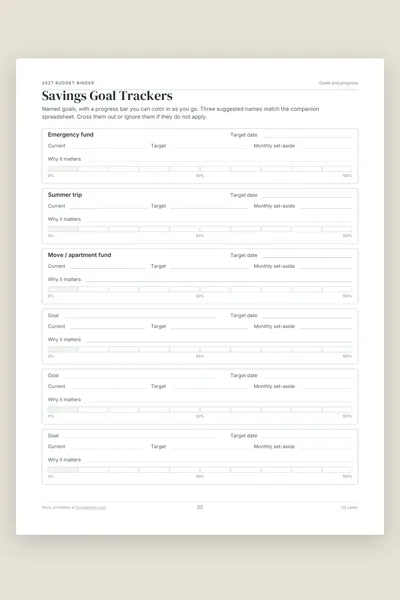 2027 BUDGET BINDER
Goals and progress
Savings Goal Trackers
Named goals, with a progress bar you can color in as you go. Three suggested names match the companion
spreadsheet. Cross them out or ignore them if they do not apply.
Emergency fund Target date
Current Target Monthly set-aside
Why it matters
0% 50% 100%
Summer trip Target date
Current Target Monthly set-aside
Why it matters
0% 50% 100%
Move / apartment fund Target date
Current Target Monthly set-aside
Why it matters
0% 50% 100%
Goal Target date
Current Target Monthly set-aside
Why it matters
0% 50% 100%
Goal Target date
Current Target Monthly set-aside
Why it matters
0% 50% 100%
Goal Target date
Current Target Monthly set-aside
Why it matters
0% 50% 100%
More printables at
22
US Letter